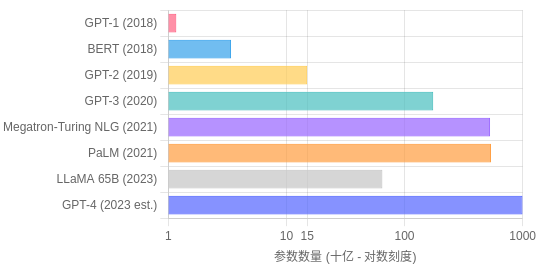 GPT-1 (2018)
BERT (2018)
GPT-2 (2019)
GPT-3 (2020)
Megatron-Turing NLG (2021)
PaLM (2021)
LLaMA 65B (2023)
GPT-4 (2023 est.)
1 10 15 100 1000
参数数量 (十亿 - 对数刻度)